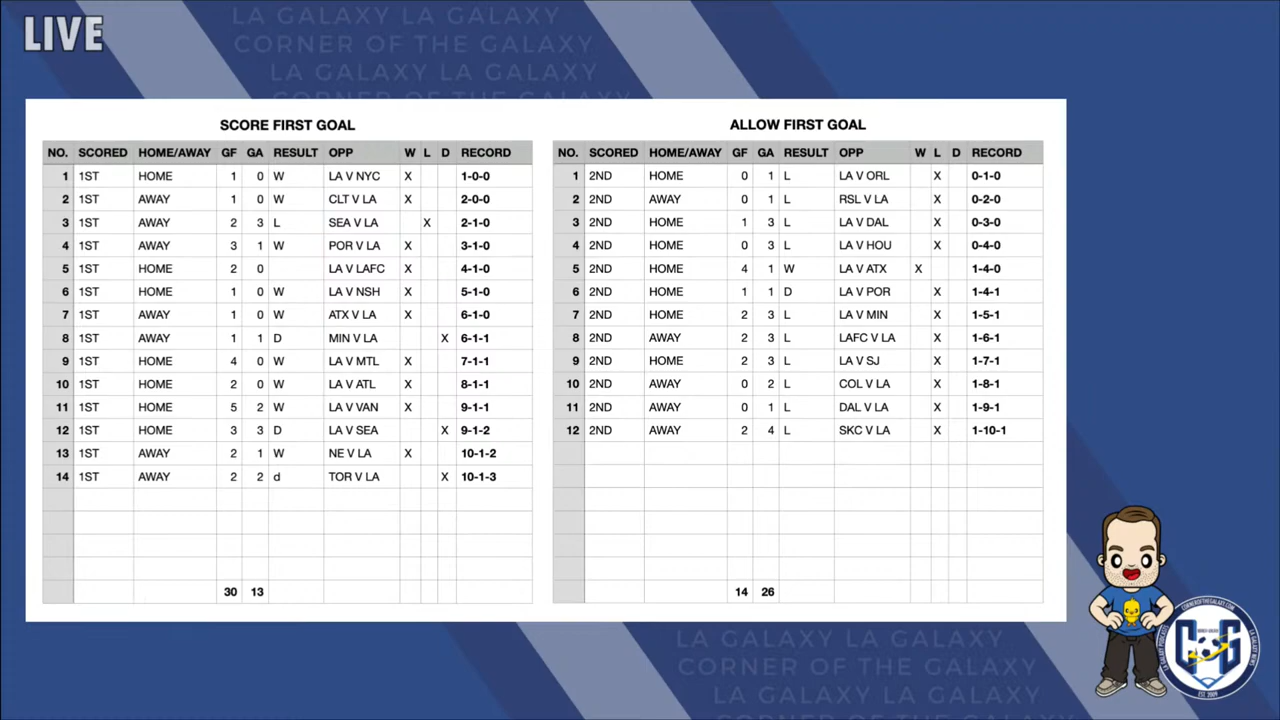 LIVE
LA GALAXY LA GALAXY
CORNER OF THE GALAXY
LA GALAXY LA GALAXY
CORNER OF THE GALAXY
SCORE FIRST GOAL
NO. SCORED HOME/AWAY GF GA RESULT OPP W L D RECORD
1 1ST HOME 1 0 W LA V NYC X 1-0-0
2 1ST AWAY 1 0 W CLT V LA X 2-0-0
3 1ST AWAY 2 3 L SEA V LA X 2-1-0
4 1ST AWAY 3 1 W POR V LA X 3-1-0
5 1ST HOME 2 0 LA V LAFC X 4-1-0
6 1ST HOME 1 0 W LA V NSH X 5-1-0
7 1ST AWAY 1 0 W ATX V LA X 6-1-0
8 1ST AWAY 1 1 D MIN V LA X 6-1-1
9 1ST HOME 4 0 W LA V MTL X 7-1-1
10 1ST HOME 2 0 W LA V ATL X 8-1-1
11 1ST HOME 5 2 W LA V VAN X 9-1-1
12 1ST HOME 3 3 D LA V SEA X 9-1-2
13 1ST AWAY 2 1 W NE V LA X 10-1-2
14 1ST AWAY 2 2 d TOR V LA X 10-1-3
30 13
ALLOW FIRST GOAL
NO. SCORED HOME/AWAY GF GA RESULT OPP W L D RECORD
1 2ND HOME 0 1 L LA V ORL X 0-1-0
2 2ND AWAY 0 1 L RSL V LA X 0-2-0
3 2ND HOME 1 3 L LA V DAL X 0-3-0
4 2ND HOME 0 3 L LA V HOU X 0-4-0
5 2ND HOME 4 1 W LA V ATX X 1-4-0
6 2ND HOME 1 1 D LA V POR X 1-4-1
7 2ND HOME 2 3 L LA V MIN X 1-5-1
8 2ND AWAY 2 3 L LAFC V LA X 1-6-1
9 2ND HOME 2 3 L LA V SJ X 1-7-1
10 2ND AWAY 0 2 L COL V LA X 1-8-1
11 2ND AWAY 0 1 L DAL V LA X 1-9-1
12 2ND AWAY 2 4 L SKC V LA X 1-10-1
14 26
LA GALAXY LA GALAXY
CORNER OF THE GALAXY
LA GALAXY LA GALAXY
CORNEROFTHEGALAXY.COM
EST. 2009